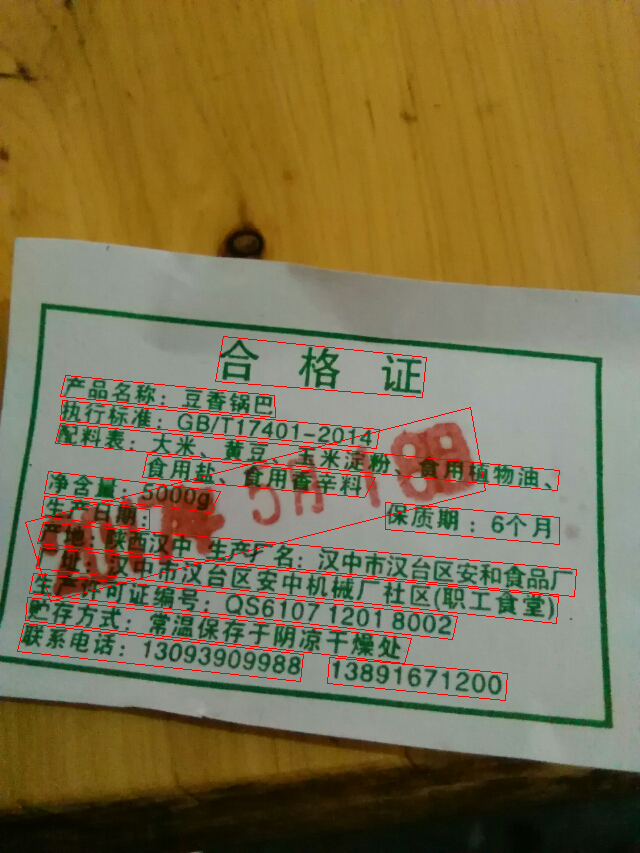 合格证
产品名称：豆香锅巴
执行标准：GB/T17401-2014
配料表：大米、黄豆、玉米淀粉、食用植物油、
食用盐、食用香辛料
净含量：5000g
生产日期：
5月18日
保质期：6个月
产地：陕西汉中 生产厂名：汉中市汉台区安和食品厂
厂址：汉中市汉台区安中机械厂社区(职工食堂)
生产许可证编号：QS6107 1201 8002
贮存方式：常温保存于阴凉干燥处
联系电话：13093909988 13891671200